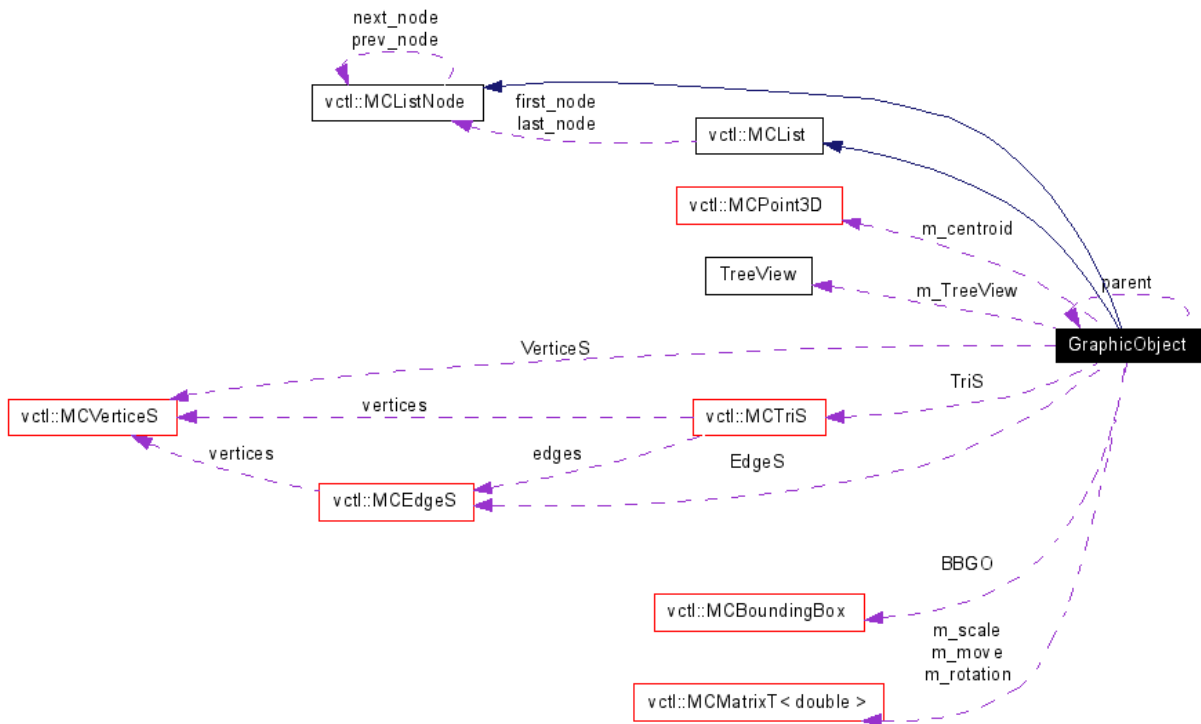 next_node
prev_node
vctl::MCListNode
first_node
last_node
vctl::MCList
vctl::MCPoint3D
m_centroid
TreeView
m_TreeView
parent
GraphicObject
VerticeS
TriS
vctl::MCVerticeS
vertices
vctl::MCTriS
vertices
edges
EdgeS
vctl::MCEdgeS
BBGO
vctl::MCBoundingBox
m_scale
m_move
m_rotation
vctl::MCMatrixT< double >